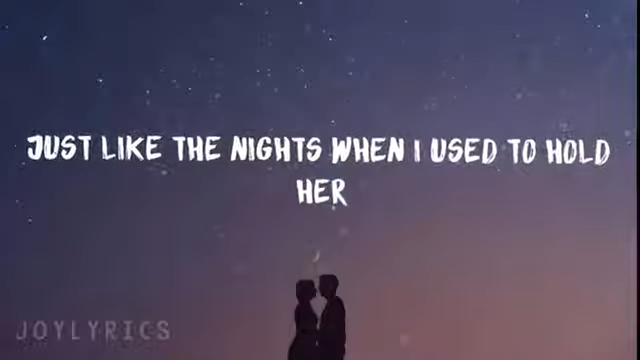 JUST LIKE THE NIGHTS WHEN I USED TO HOLD
HER
JOYLYRICS